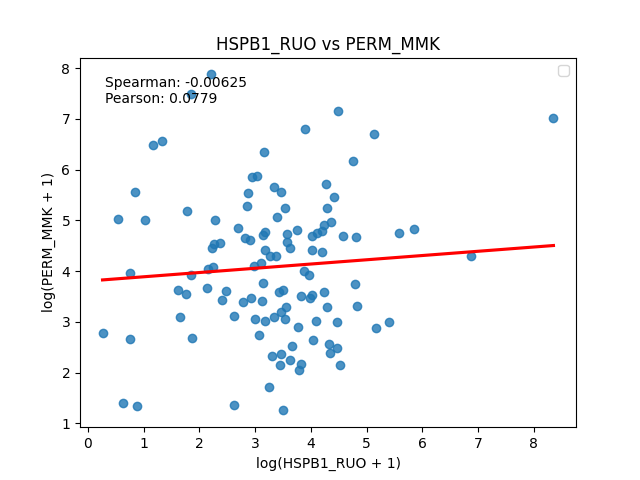 HSPB1_RUO vs PERM_MMK
Spearman: -0.00625
Pearson: 0.0779
log(PERM_MMK + 1)
8
7
6
5
4
3
2
1
0 1 2 3 4 5 6 7 8
log(HSPB1_RUO + 1)